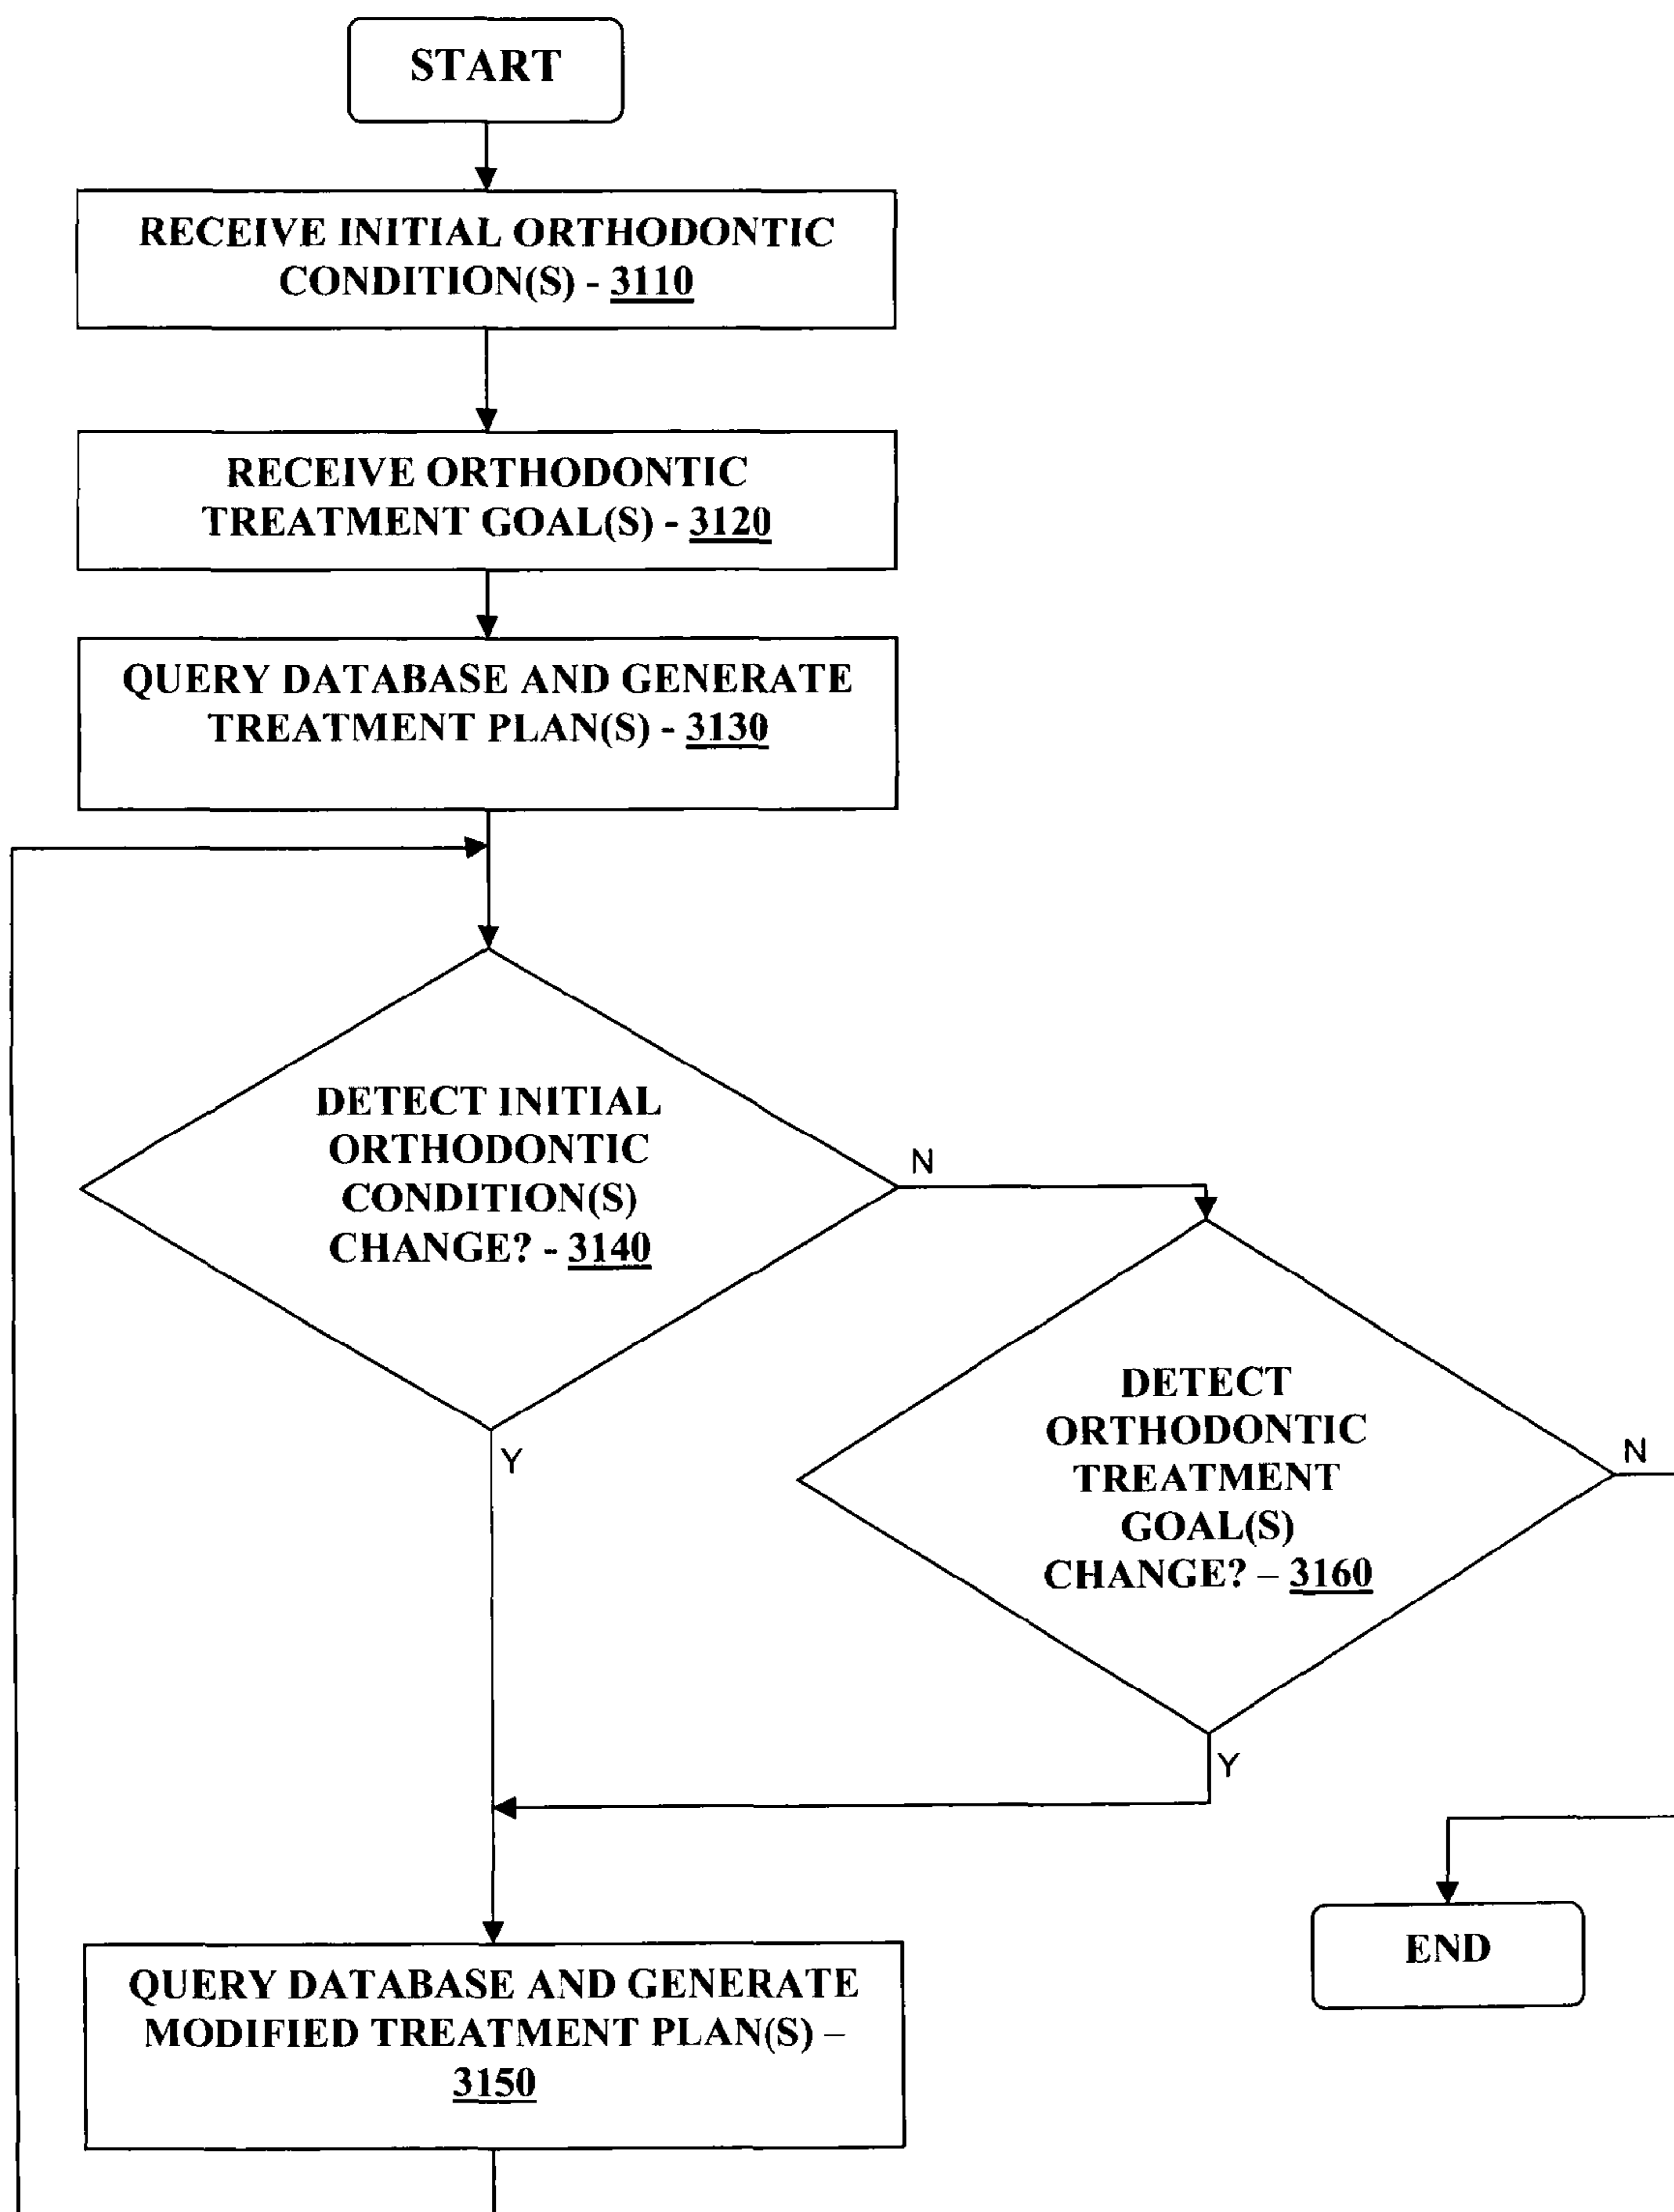 START
RECEIVE INITIAL ORTHODONTIC
CONDITION(S) - 3110
RECEIVE ORTHODONTIC
TREATMENT GOAL(S) - 3120
QUERY DATABASE AND GENERATE
TREATMENT PLAN(S) - 3130
DETECT INITIAL
ORTHODONTIC
CONDITION(S)
CHANGE? - 3140
N
Y
DETECT
ORTHODONTIC
TREATMENT
GOAL(S)
CHANGE? – 3160
N
Y
QUERY DATABASE AND GENERATE
MODIFIED TREATMENT PLAN(S) –
3150
END